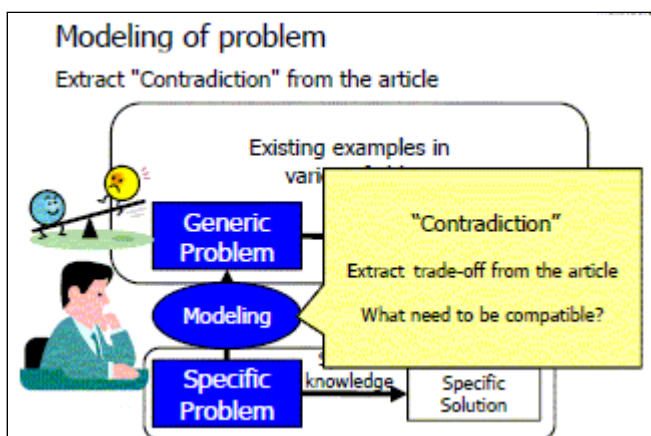 Modeling of problem
Extract "Contradiction" from the article
Existing examples in
Generic
Problem
"Contradiction"
Extract trade-off from the article
What need to be compatible?
Modeling
Specific
Problem
knowledge
Specific
Solution